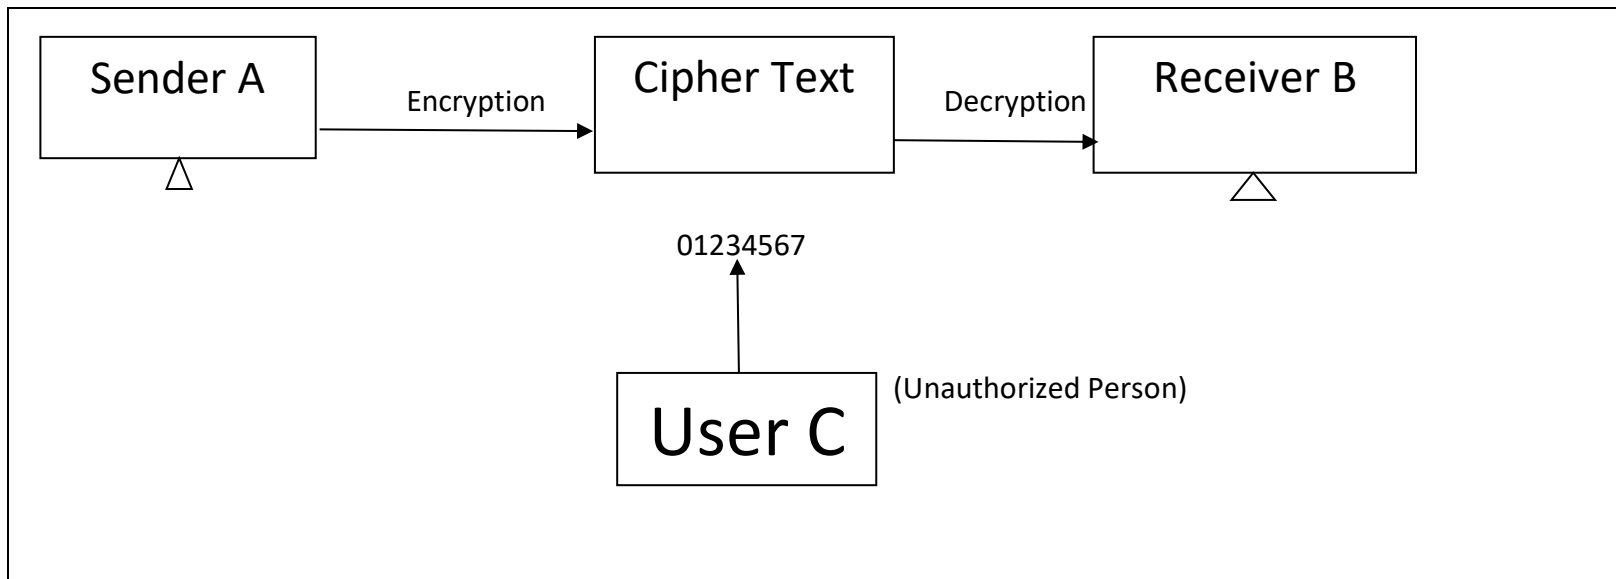 Sender A
Encryption
Cipher Text
Decryption
Receiver B
01234567
User C
(Unauthorized Person)